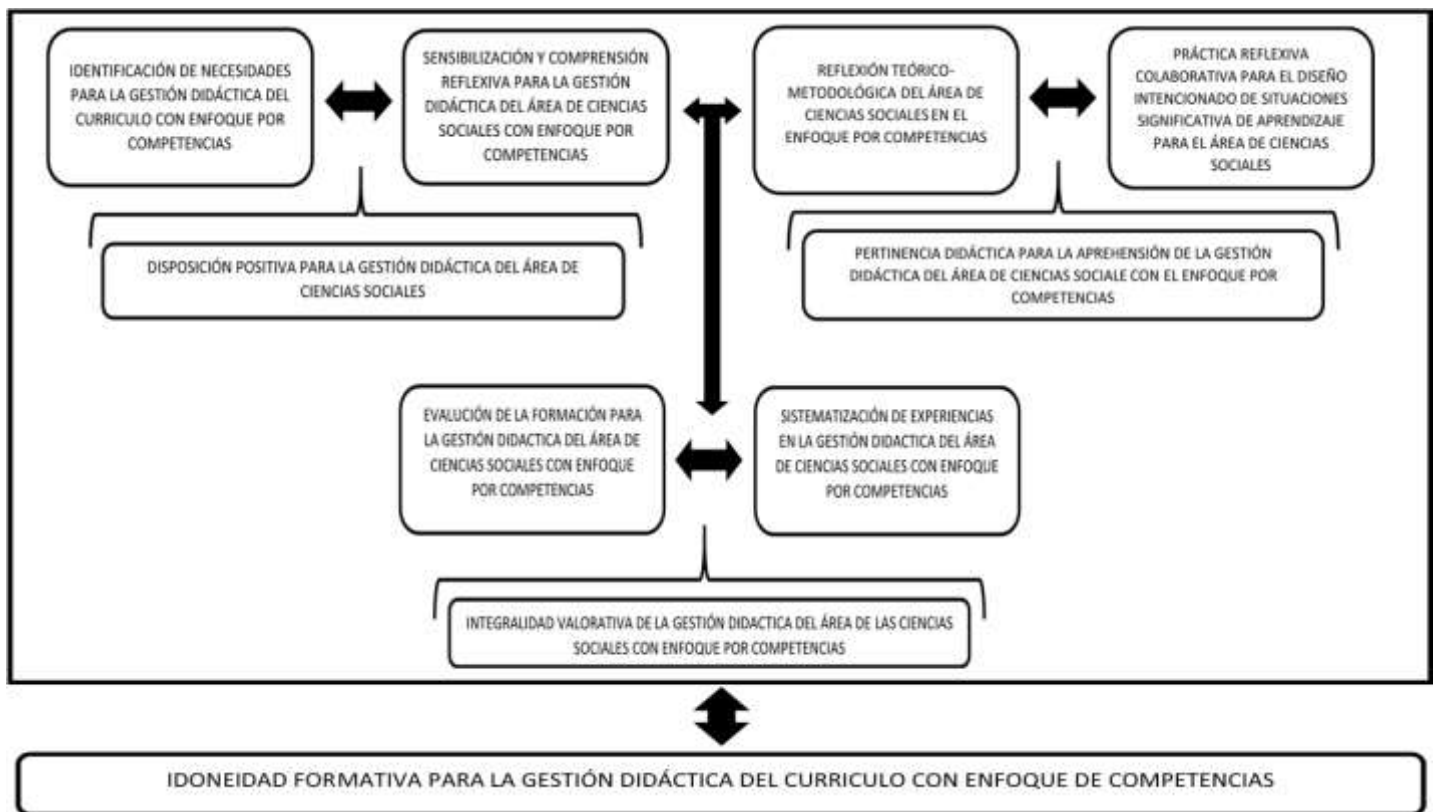 IDENTIFICACIÓN DE NECESIDADES
PARA LA GESTIÓN DIDÁCTICA DEL
CURRICULO CON ENFOQUE POR
COMPETENCIAS
SENSIBILIZACIÓN Y COMPRENSIÓN
REFLEXIVA PARA LA GESTIÓN
DIDÁCTICA DEL ÁREA DE CIENCIAS
SOCIALES CON ENFOQUE POR
COMPETENCIAS
REFLEXIÓN TEÓRICO-
METODOLÓGICA DEL ÁREA DE
CIENCIAS SOCIALES EN EL
ENFOQUE POR COMPETENCIAS
PRÁCTICA REFLEXIVA
COLABORATIVA PARA EL DISEÑO
INTENCIONADO DE SITUACIONES
SIGNIFICATIVA DE APRENDIZAJE
PARA EL ÁREA DE CIENCIAS
SOCIALES
DISPOSICIÓN POSITIVA PARA LA GESTIÓN DIDÁCTICA DEL ÁREA DE
CIENCIAS SOCIALES
PERTINENCIA DIDÁCTICA PARA LA APREHENSIÓN DE LA GESTIÓN
DIDÁCTICA DEL ÁREA DE CIENCIAS SOCIALE CON EL ENFOQUE POR
COMPETENCIAS
EVALUCIÓN DE LA FORMACIÓN PARA
LA GESTIÓN DIDACTICA DEL ÁREA DE
CIENCIAS SOCIALES CON ENFOQUE
POR COMPETENCIAS
SISTEMATIZACIÓN DE EXPERIENCIAS
EN LA GESTIÓN DIDACTICA DEL ÁREA
DE CIENCIAS SOCIALES CON ENFOQUE
POR COMPETENCIAS
INTEGRALIDAD VALORATIVA DE LA GESTIÓN DIDACTICA DEL ÁREA DE LAS CIENCIAS
SOCIALES CON ENFOQUE POR COMPETENCIAS
IDONEIDAD FORMATIVA PARA LA GESTIÓN DIDÁCTICA DEL CURRICULO CON ENFOQUE DE COMPETENCIAS